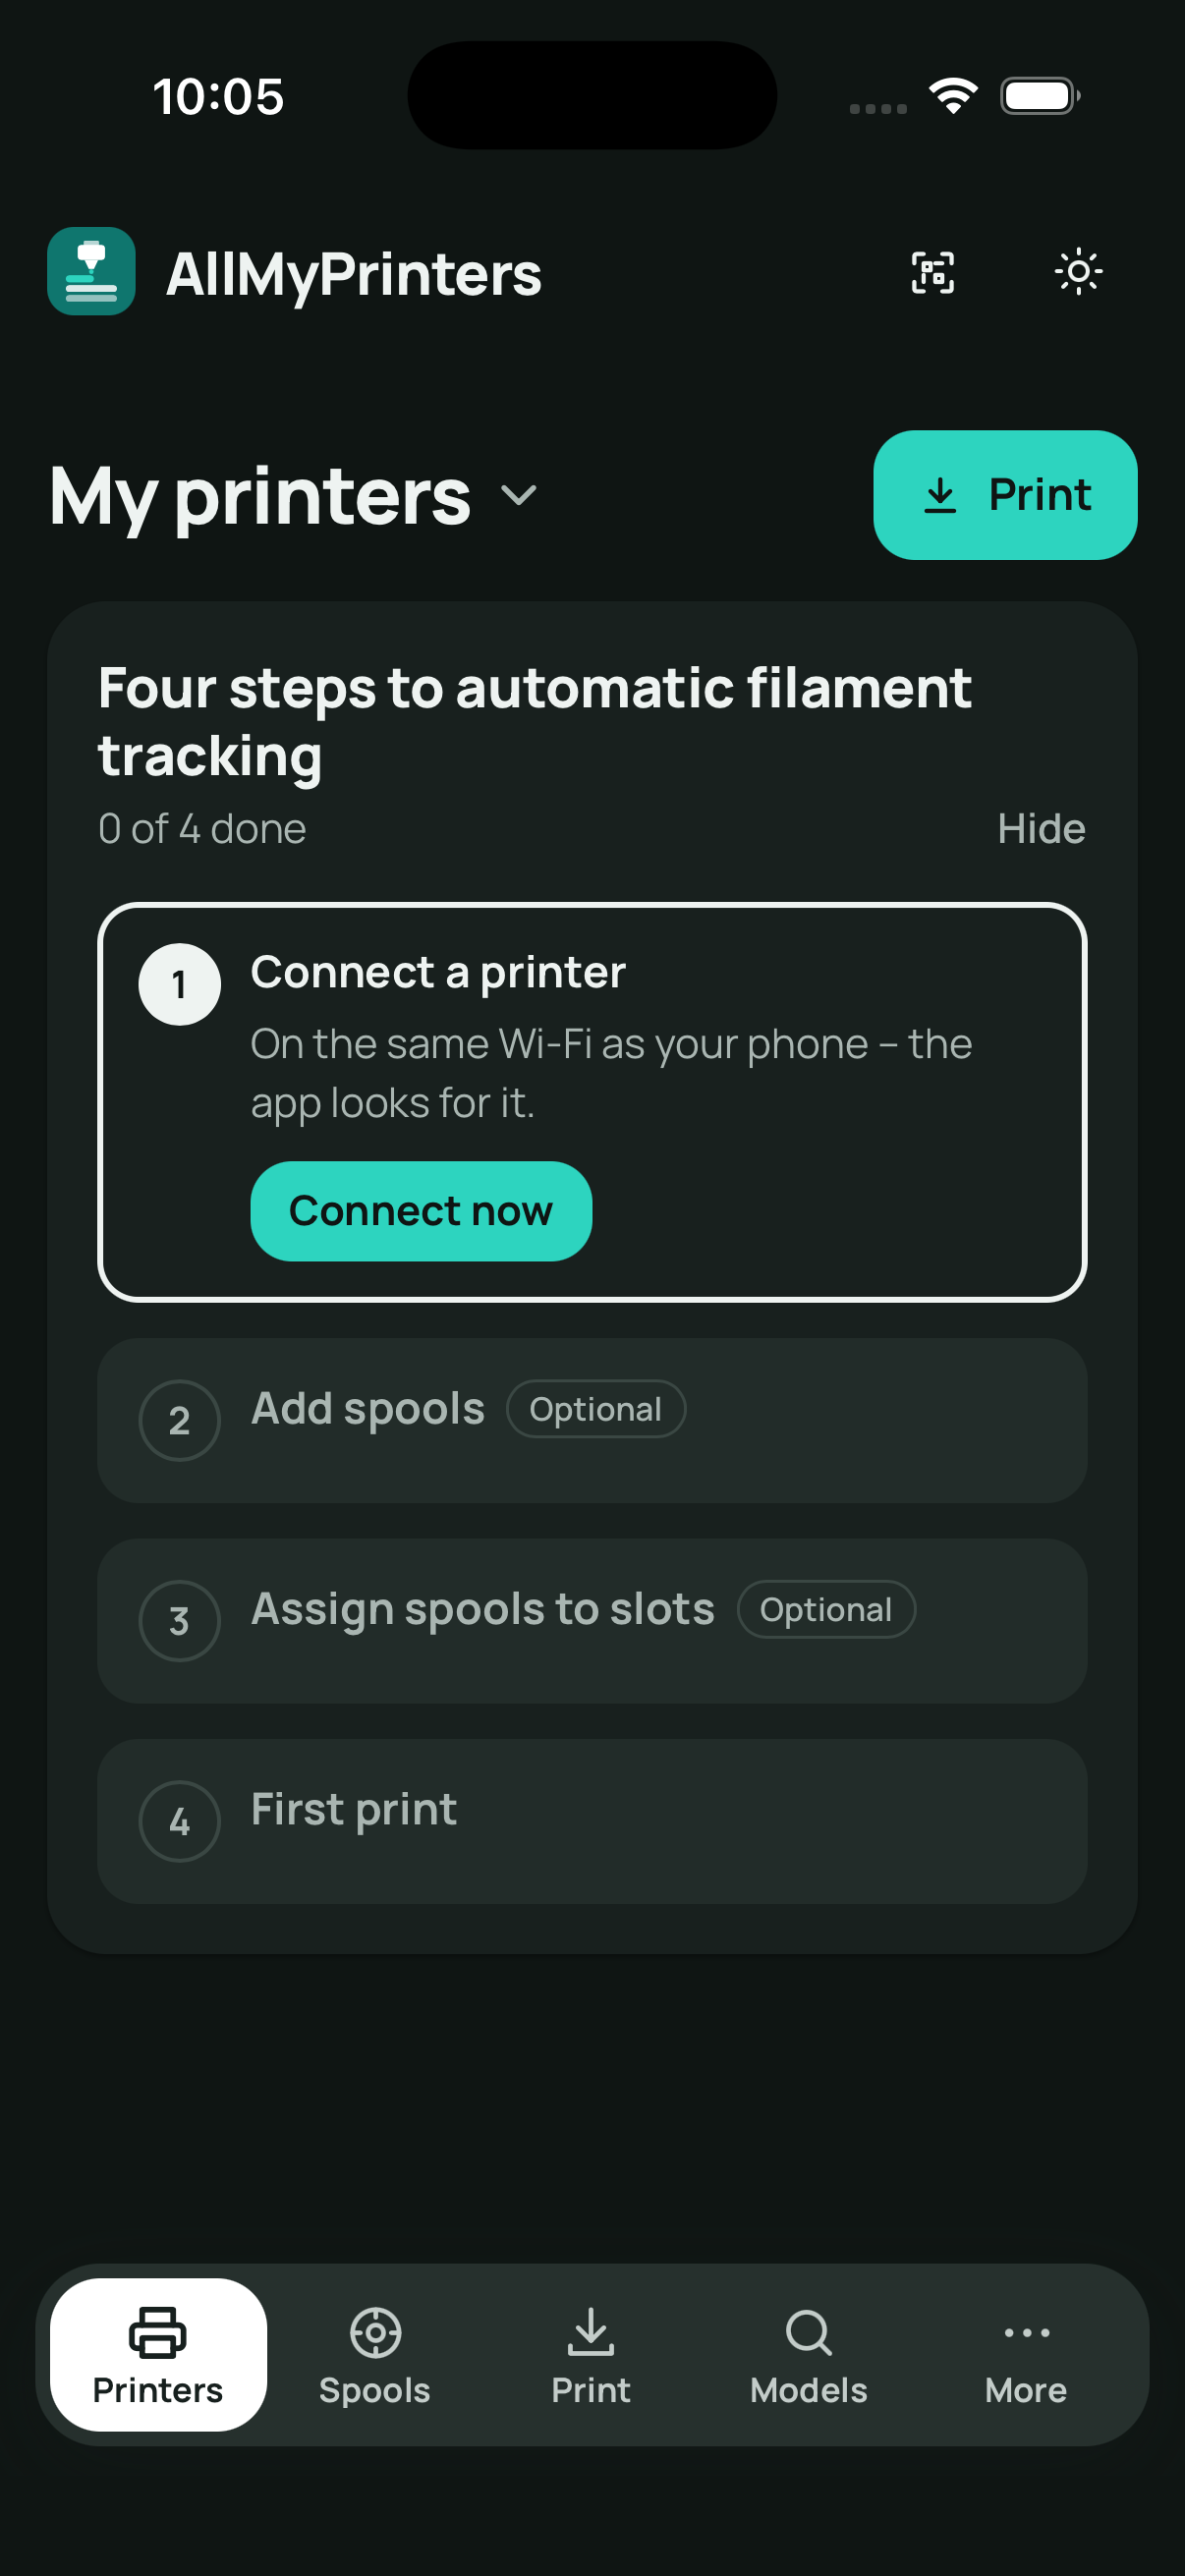 10:05
AllMyPrinters
My printers
Print
Four steps to automatic filament
tracking
0 of 4 done
Hide
1
Connect a printer
On the same Wi-Fi as your phone – the
app looks for it.
Connect now
2
Add spools
Optional
3
Assign spools to slots
Optional
4
First print
Printers
Spools
Print
Models
More